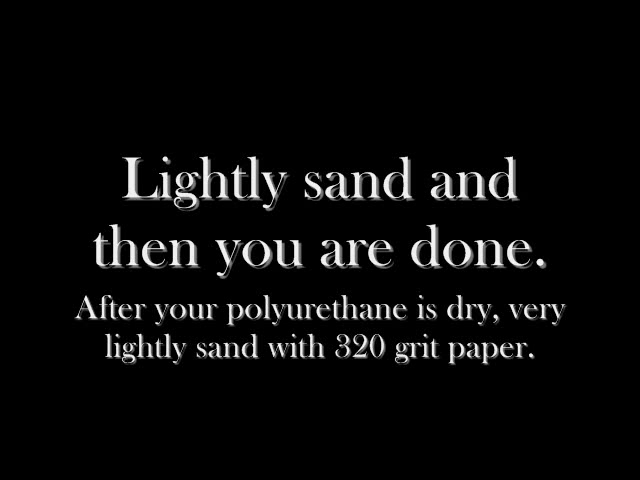 Lightly sand and
then you are done.
After your polyurethane is dry, very
lightly sand with 320 grit paper.